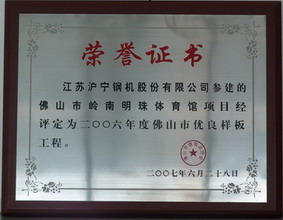 荣誉证书
江苏沪宁钢机股份有限公司参建的
佛山市岭南明珠体育馆项目经
评定为二〇〇六年度佛山市优良样板
工程。
二〇〇七年六月二十八日